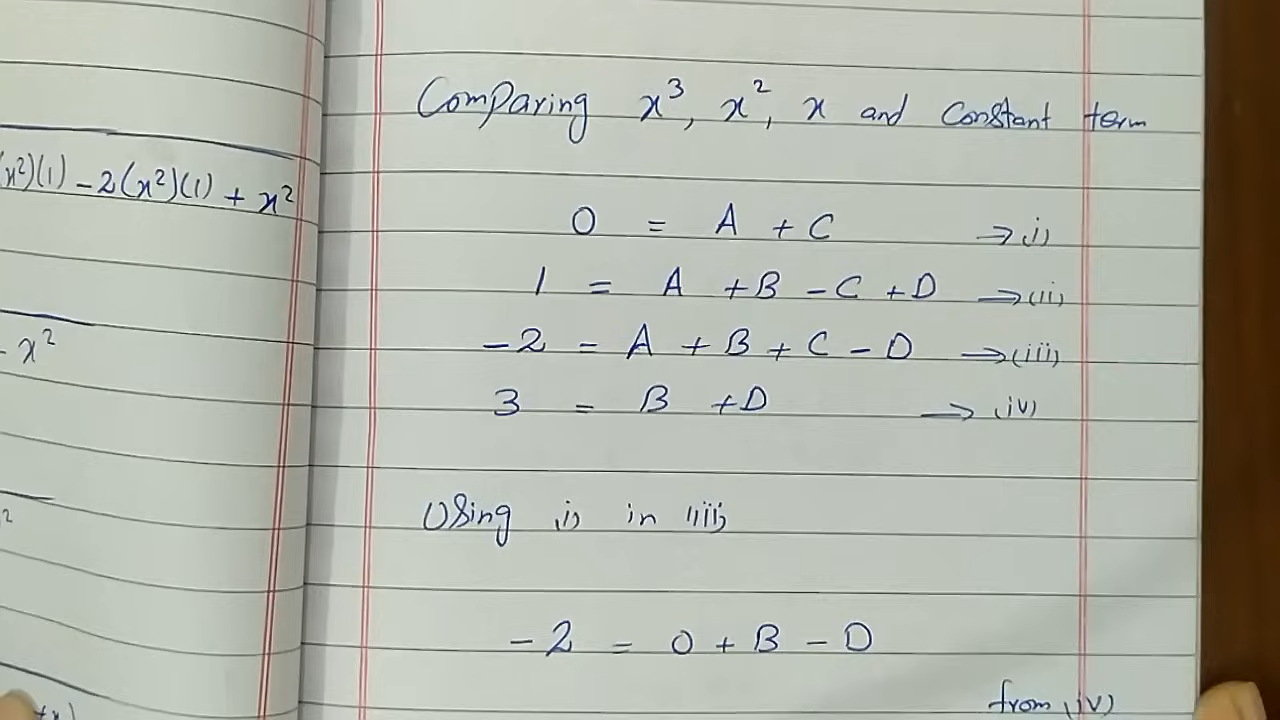 x²)(1) - 2(x²)(1) + x²
- x²
2
+x)
Comparing x³, x², x and Constant term
0 = A + C → (i)
1 = A + B - C + D → (ii)
-2 = A + B + C - D → (iii)
3 = B + D → (iv)
Using (i) in (iii)
-2 = 0 + B - D
from (iv)